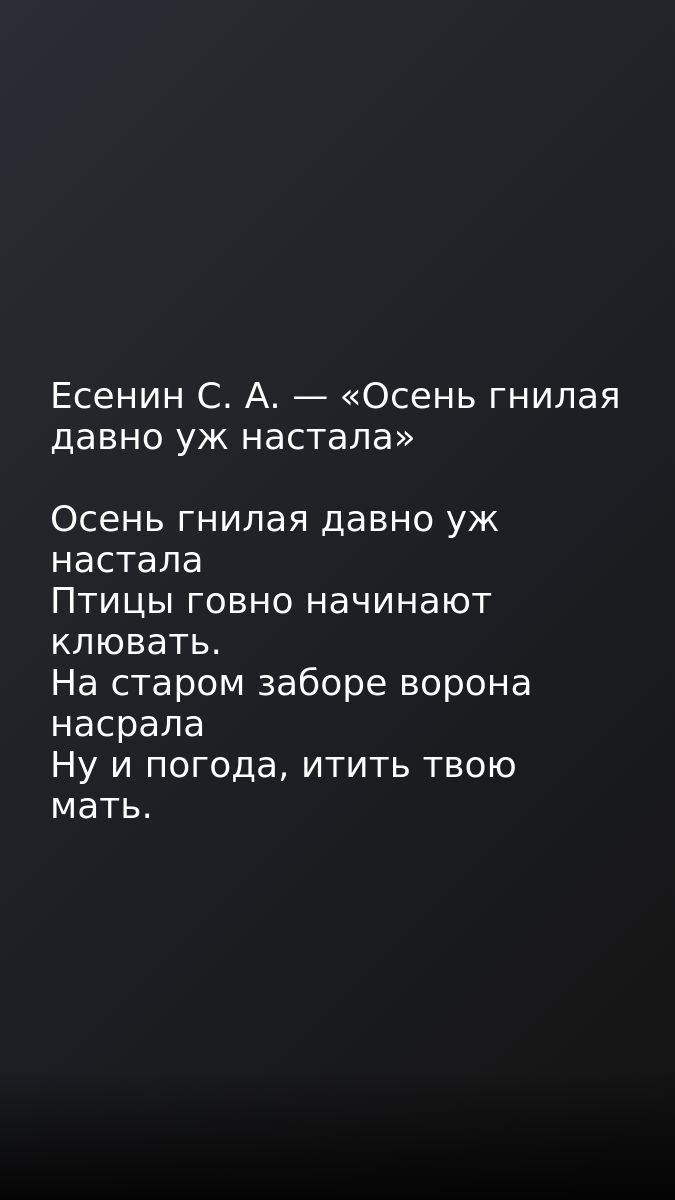 Есенин С. А. — «Осень гнилая
давно уж настала»
Осень гнилая давно уж
настала
Птицы говно начинают
клювать.
На старом заборе ворона
насрала
Ну и погода, итить твою
мать.